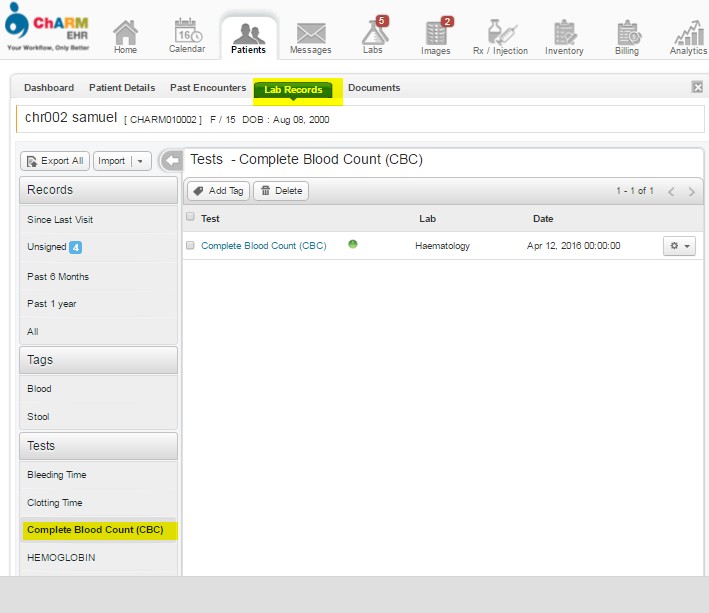 ChARM
EHR
Your Workflow, Only Better
Home
16
Calendar
Patients
Messages
5
Labs
2
Images
Rx / Injection
Inventory
Billing
Analytics
Dashboard Patient Details Past Encounters Lab Records Documents
chr002 samuel [ CHARM010002 ] F / 15 DOB : Aug 08, 2000
Export All Import
Tests - Complete Blood Count (CBC)
Records
Add Tag Delete 1 - 1 of 1
Since Last Visit
Test Lab Date
Unsigned 4
Complete Blood Count (CBC) Haematology Apr 12, 2016 00:00:00
Past 6 Months
Past 1 year
All
Tags
Blood
Stool
Tests
Bleeding Time
Clotting Time
Complete Blood Count (CBC)
HEMOGLOBIN